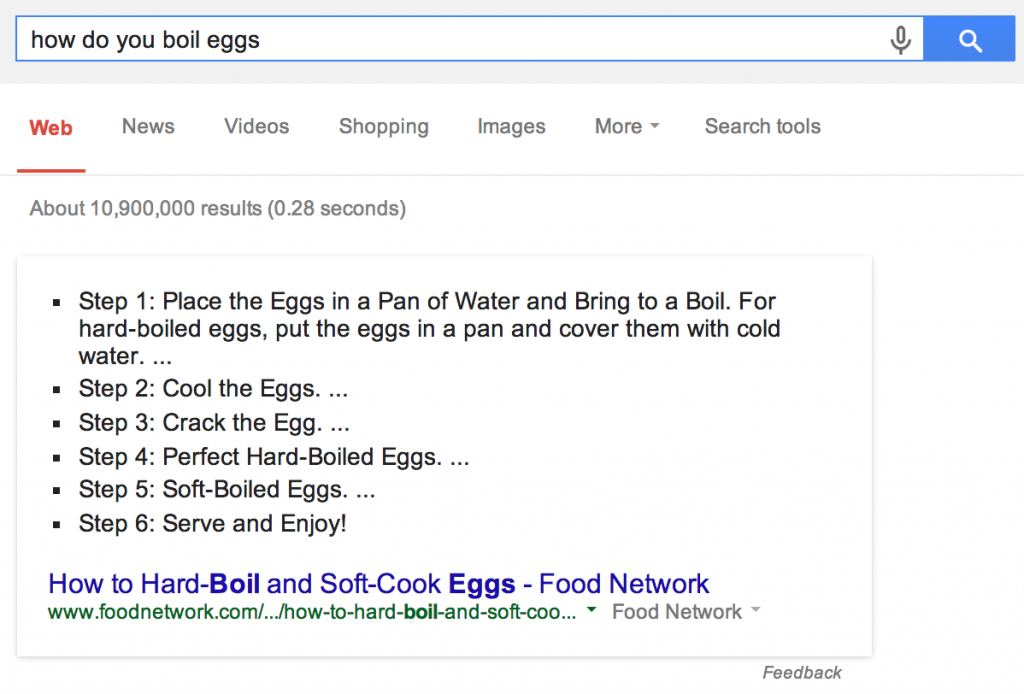 how do you boil eggs
Web News Videos Shopping Images More Search tools
About 10,900,000 results (0.28 seconds)
Step 1: Place the Eggs in a Pan of Water and Bring to a Boil. For
hard-boiled eggs, put the eggs in a pan and cover them with cold
water. ...
Step 2: Cool the Eggs. ...
Step 3: Crack the Egg. ...
Step 4: Perfect Hard-Boiled Eggs. ...
Step 5: Soft-Boiled Eggs. ...
Step 6: Serve and Enjoy!
How to Hard-Boil and Soft-Cook Eggs - Food Network
www.foodnetwork.com/.../how-to-hard-boil-and-soft-coo... Food Network
Feedback